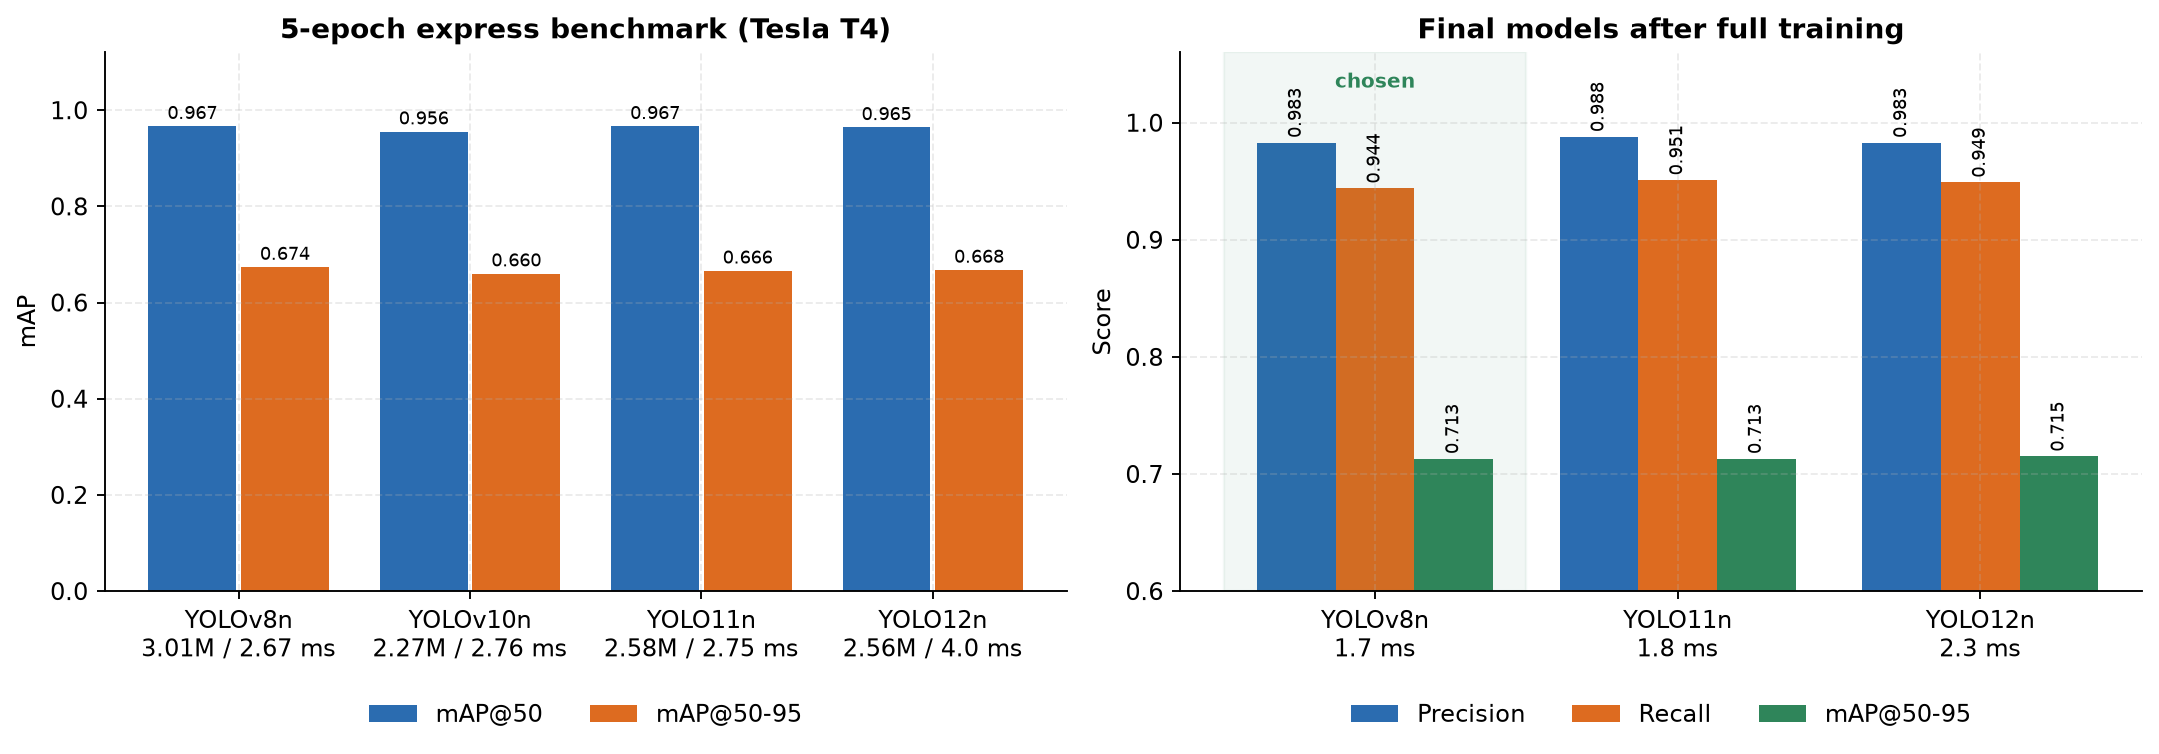 5-epoch express benchmark (Tesla T4)
mAP
1.0
0.8
0.6
0.4
0.2
0.0
0.967
0.674
0.956
0.660
0.967
0.666
0.965
0.668
YOLOv8n
3.01M / 2.67 ms
YOLOv10n
2.27M / 2.76 ms
YOLO11n
2.58M / 2.75 ms
YOLO12n
2.56M / 4.0 ms
mAP@50
mAP@50-95
Final models after full training
Score
1.0
0.9
0.8
0.7
0.6
chosen
0.983
0.944
0.713
0.988
0.951
0.713
0.983
0.949
0.715
YOLOv8n
1.7 ms
YOLO11n
1.8 ms
YOLO12n
2.3 ms
Precision
Recall
mAP@50-95